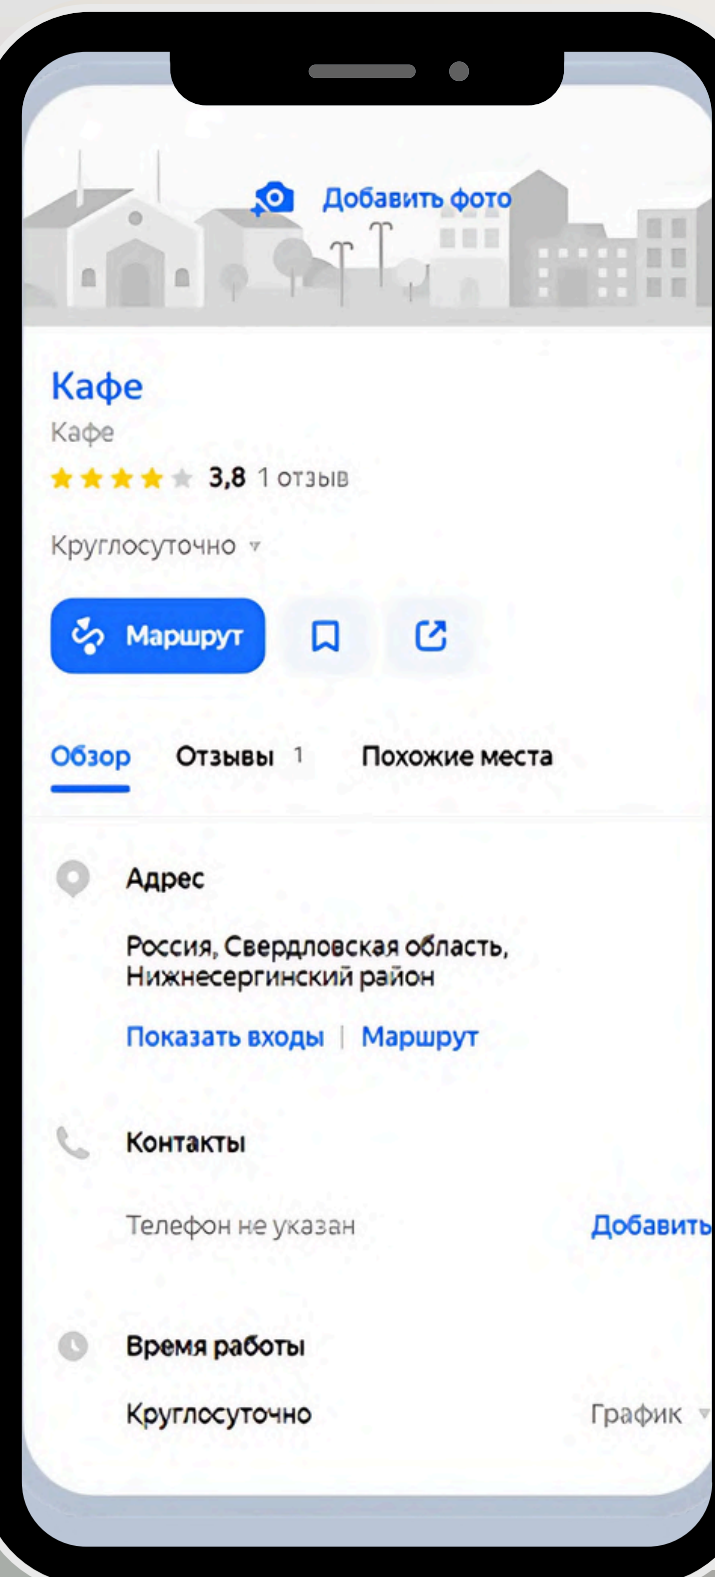 Добавить фото
Кафе
Кафе
3,8 1 отзыв
Круглосуточно
Маршрут
Обзор Отзывы 1 Похожие места
Адрес
Россия, Свердловская область,
Нижнесергинский район
Показать входы | Маршрут
Контакты
Телефон не указан Добавить
Время работы
Круглосуточно График